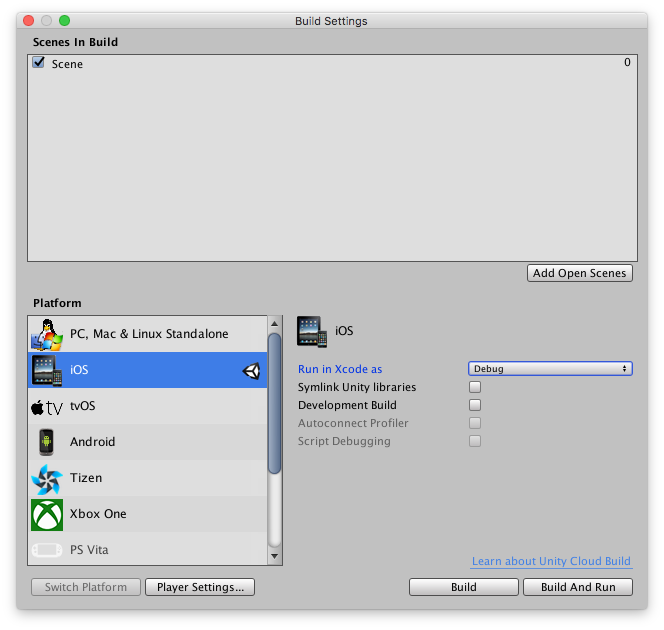 Build Settings
Scenes In Build
Scene 0
Add Open Scenes
Platform
PC, Mac & Linux Standalone
iOS
tvOS
Android
Tizen
Xbox One
PS Vita
iOS
Run in Xcode as Debug
Symlink Unity libraries
Development Build
Autoconnect Profiler
Script Debugging
Learn about Unity Cloud Build
Switch Platform Player Settings... Build Build And Run